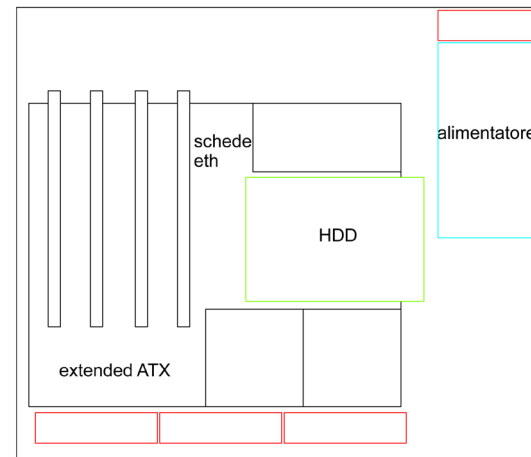 alimentatore
schede
eth
HDD
extended ATX